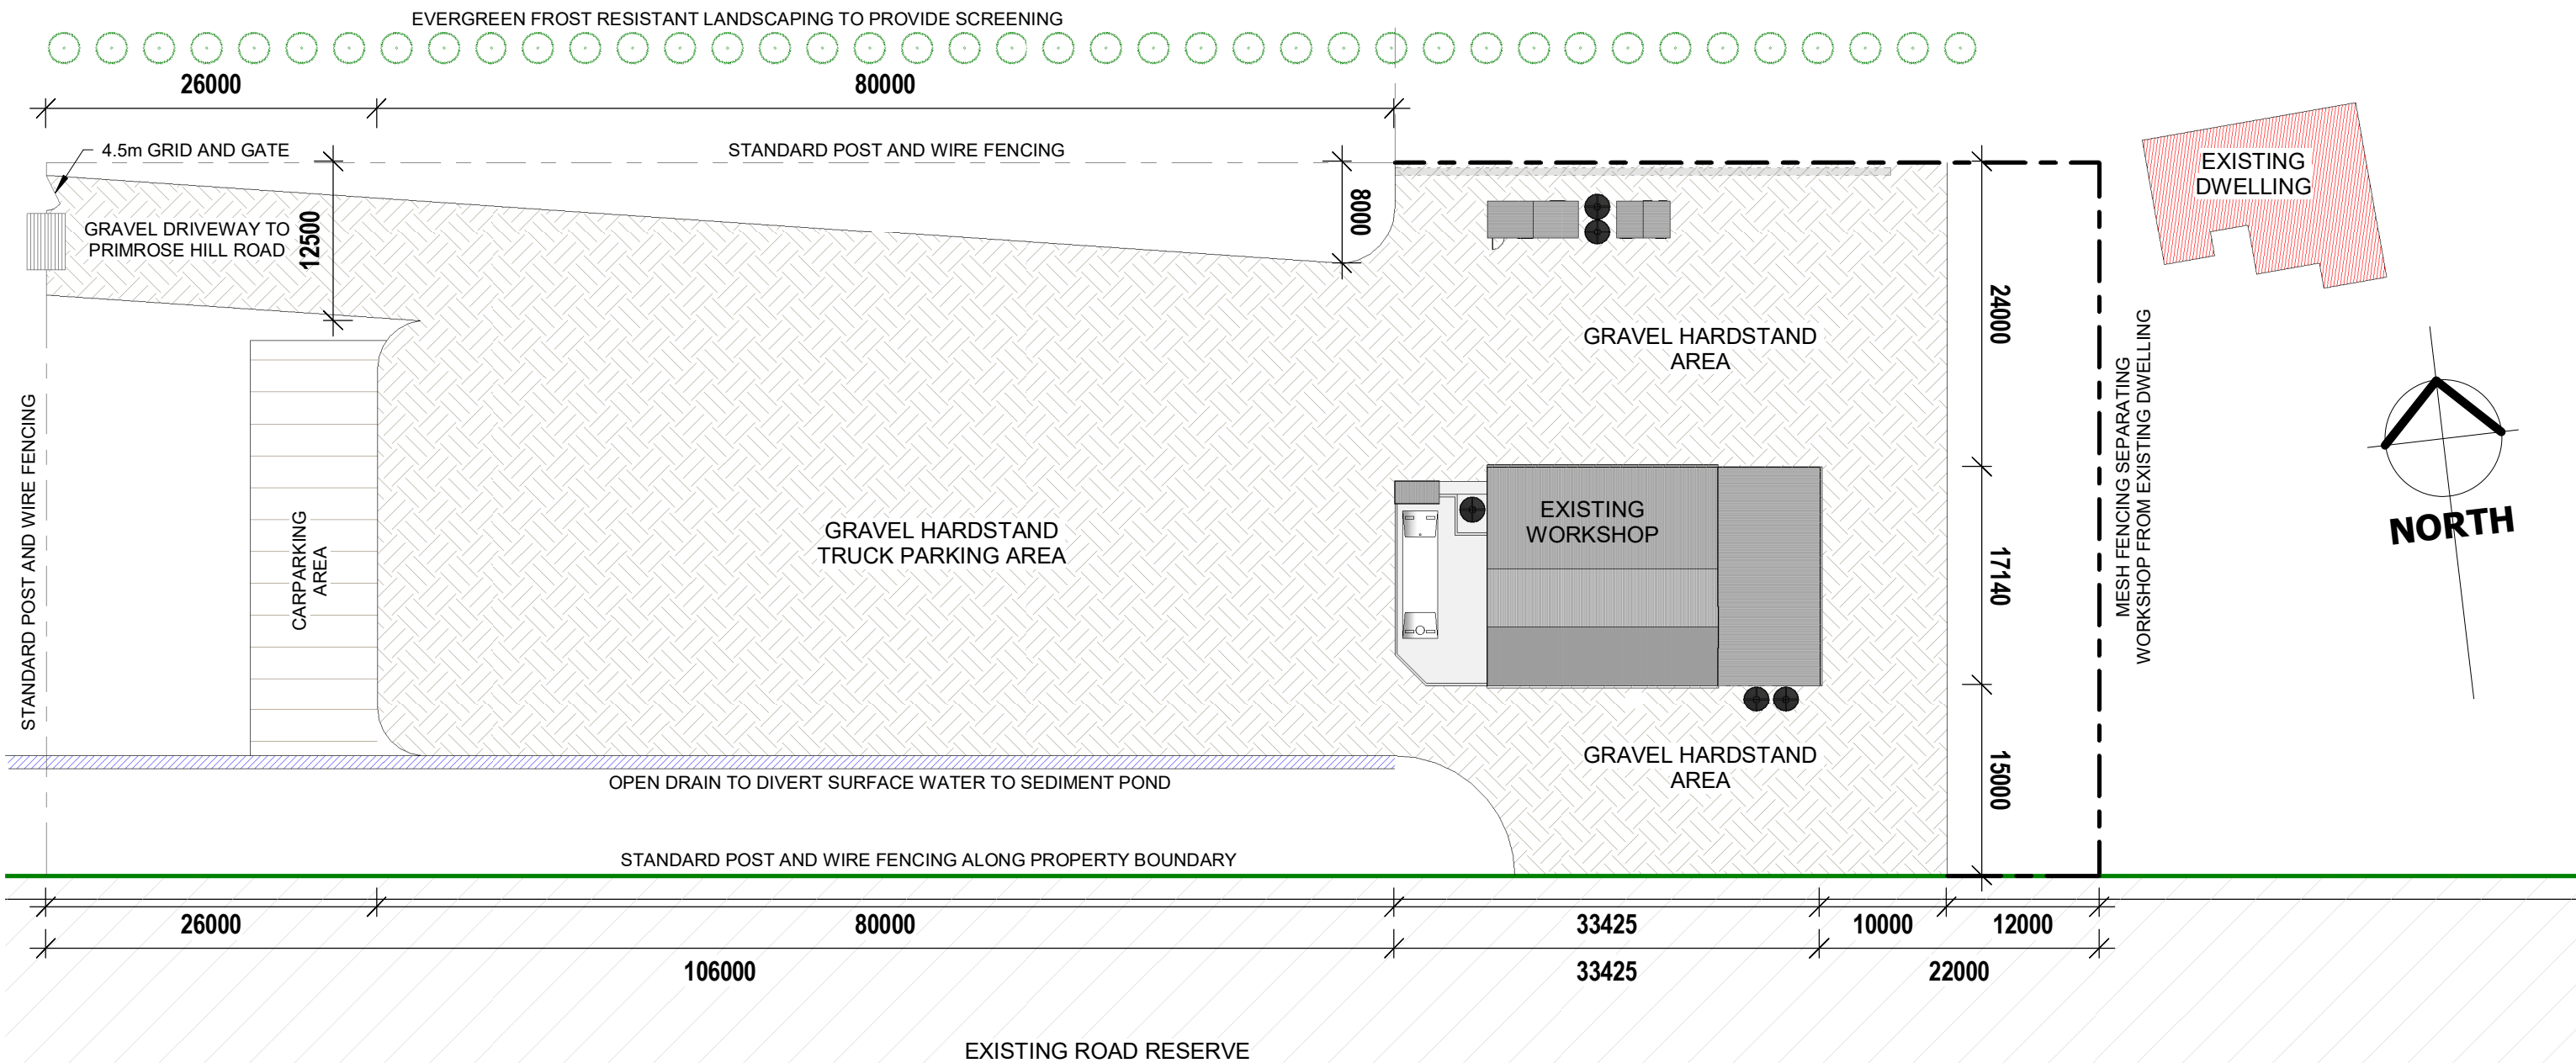 EVERGREEN FROST RESISTANT LANDSCAPING TO PROVIDE SCREENING
26000
80000
4.5m GRID AND GATE
STANDARD POST AND WIRE FENCING
GRAVEL DRIVEWAY TO
PRIMROSE HILL ROAD
12500
8000
EXISTING
DWELLING
24000
GRAVEL HARDSTAND
AREA
STANDARD POST AND WIRE FENCING
CARPARKING
AREA
GRAVEL HARDSTAND
TRUCK PARKING AREA
EXISTING
WORKSHOP
17140
MESH FENCING SEPARATING
WORKSHOP FROM EXISTING DWELLING
NORTH
OPEN DRAIN TO DIVERT SURFACE WATER TO SEDIMENT POND
GRAVEL HARDSTAND
AREA
15000
STANDARD POST AND WIRE FENCING ALONG PROPERTY BOUNDARY
26000
80000
33425
10000
12000
106000
33425
22000
EXISTING ROAD RESERVE